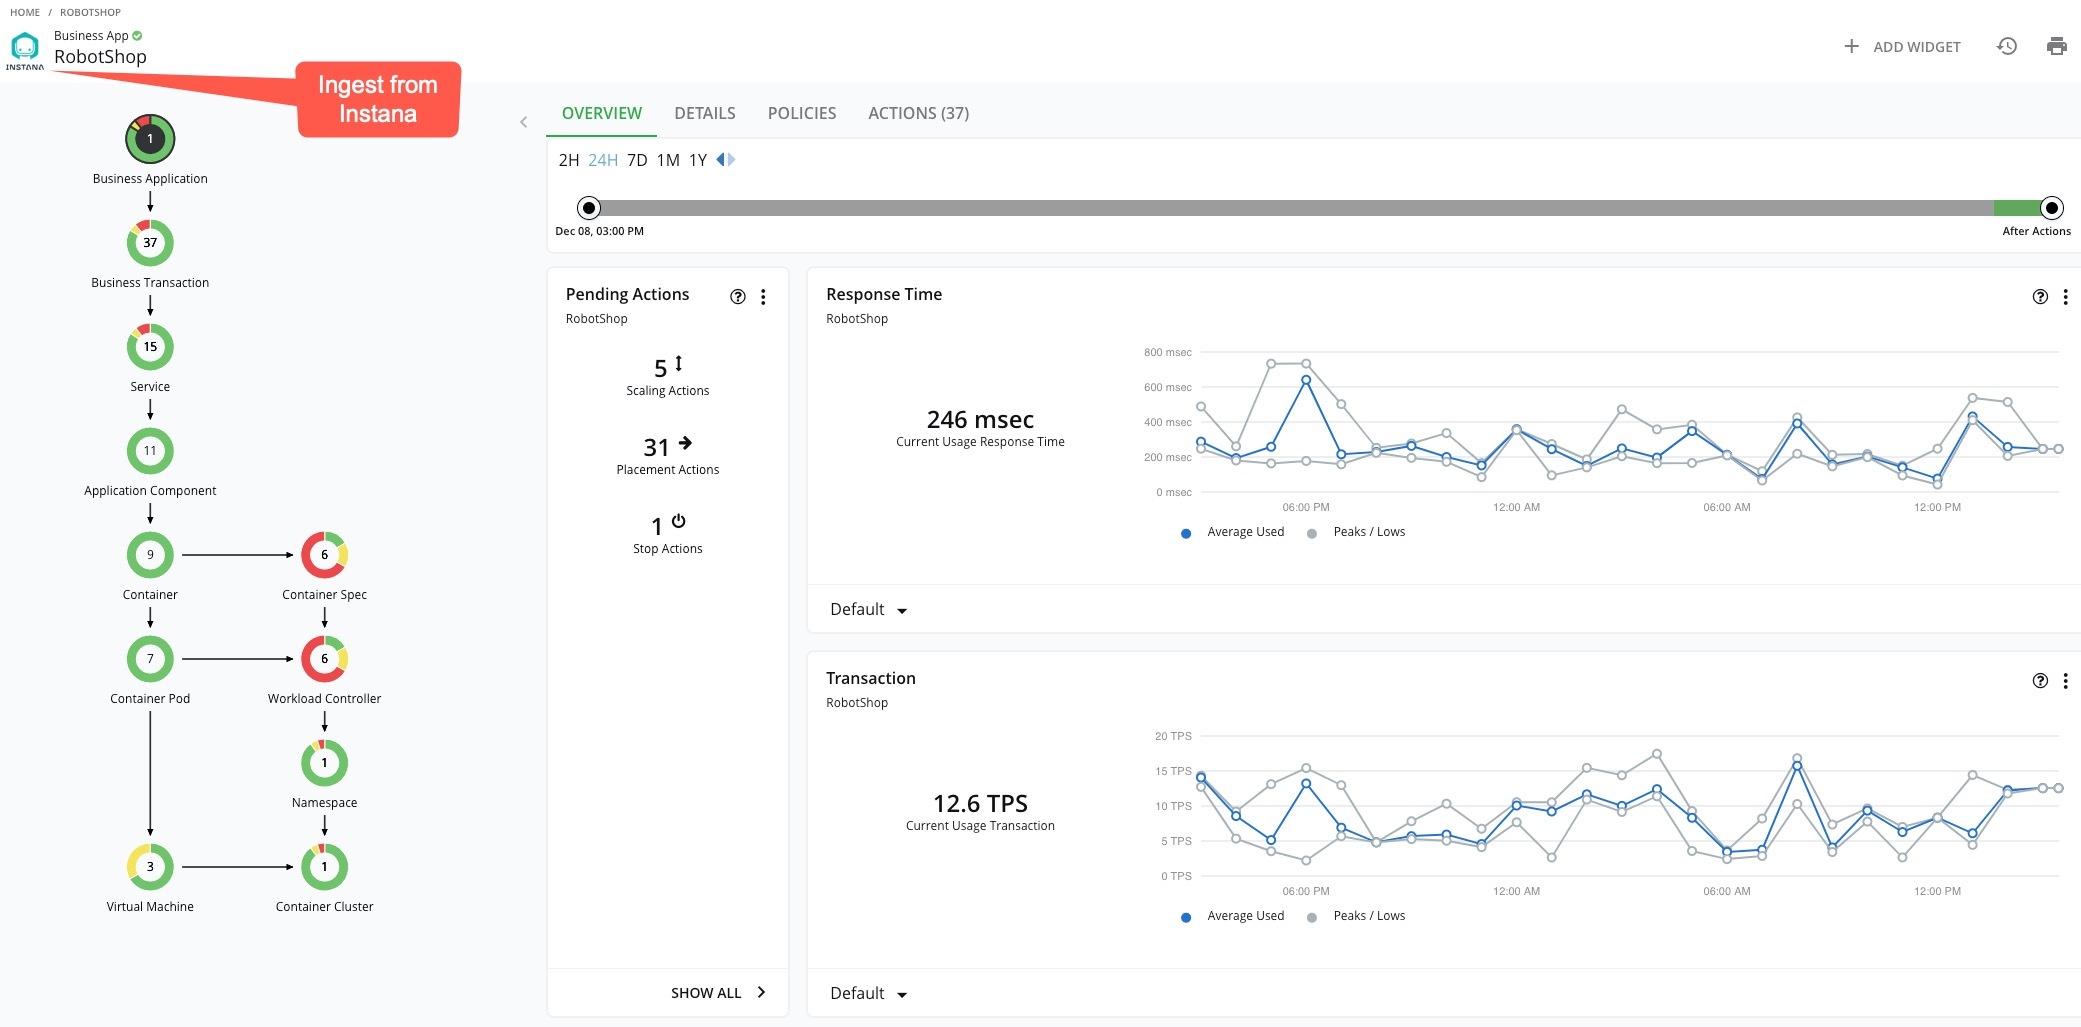 HOME / ROBOTSHOP
Business App
RobotShop
INSTANA
Ingest from
Instana
ADD WIDGET
1
Business Application
37
Business Transaction
15
Service
11
Application Component
9
Container
6
Container Spec
7
Container Pod
6
Workload Controller
1
Namespace
3
Virtual Machine
1
Container Cluster
OVERVIEW DETAILS POLICIES ACTIONS (37)
2H 24H 7D 1M 1Y
Dec 08, 03:00 PM
After Actions
Pending Actions
RobotShop
5
Scaling Actions
31
Placement Actions
1
Stop Actions
SHOW ALL
Response Time
RobotShop
246 msec
Current Usage Response Time
800 msec
600 msec
400 msec
200 msec
0 msec
06:00 PM 12:00 AM 06:00 AM 12:00 PM
Average Used Peaks / Lows
Default
Transaction
RobotShop
12.6 TPS
Current Usage Transaction
20 TPS
15 TPS
10 TPS
5 TPS
0 TPS
06:00 PM 12:00 AM 06:00 AM 12:00 PM
Average Used Peaks / Lows
Default